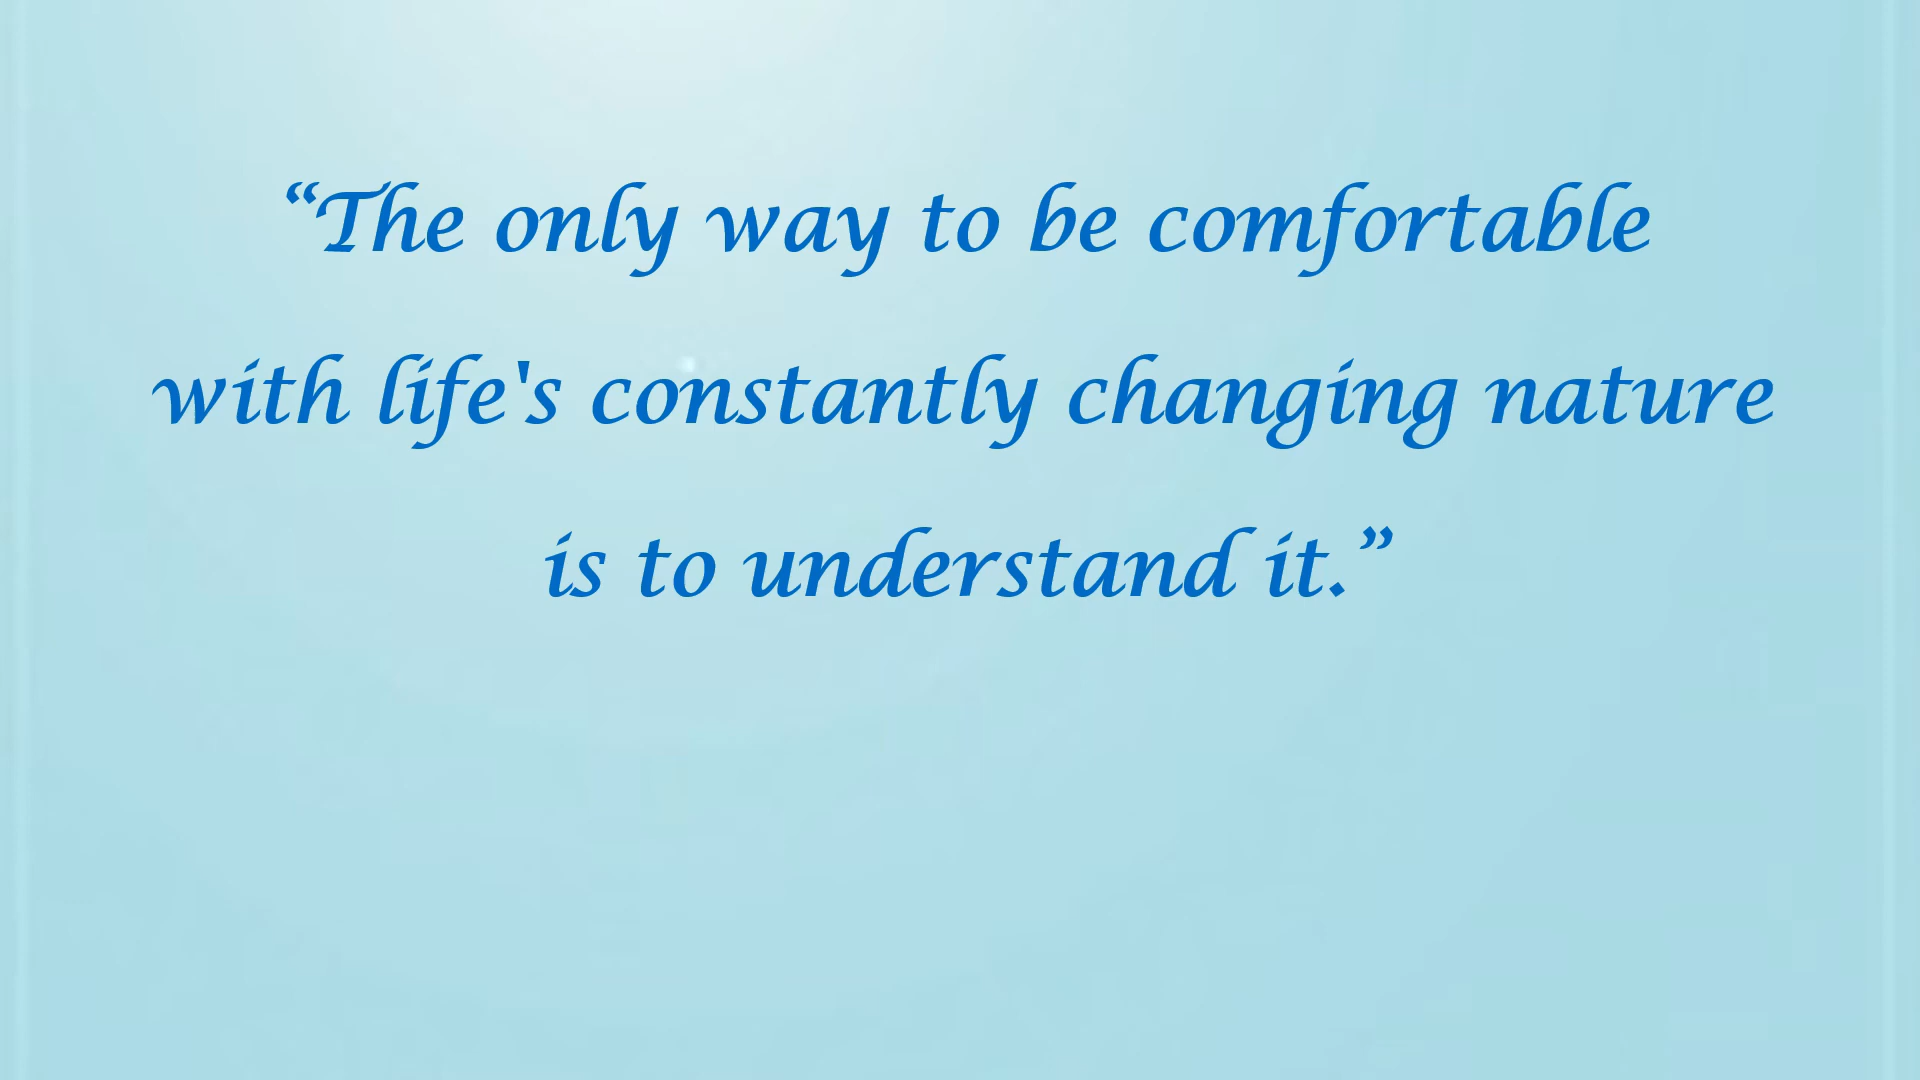 “The only way to be comfortable
with life's constantly changing nature
is to understand it.”